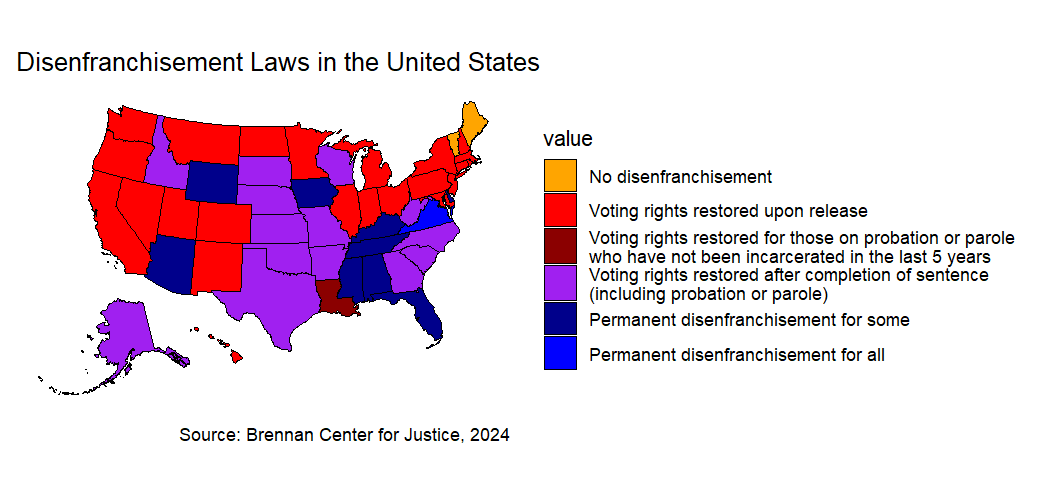 Disenfranchisement Laws in the United States
value
No disenfranchisement
Voting rights restored upon release
Voting rights restored for those on probation or parole
who have not been incarcerated in the last 5 years
Voting rights restored after completion of sentence
(including probation or parole)
Permanent disenfranchisement for some
Permanent disenfranchisement for all
Source: Brennan Center for Justice, 2024